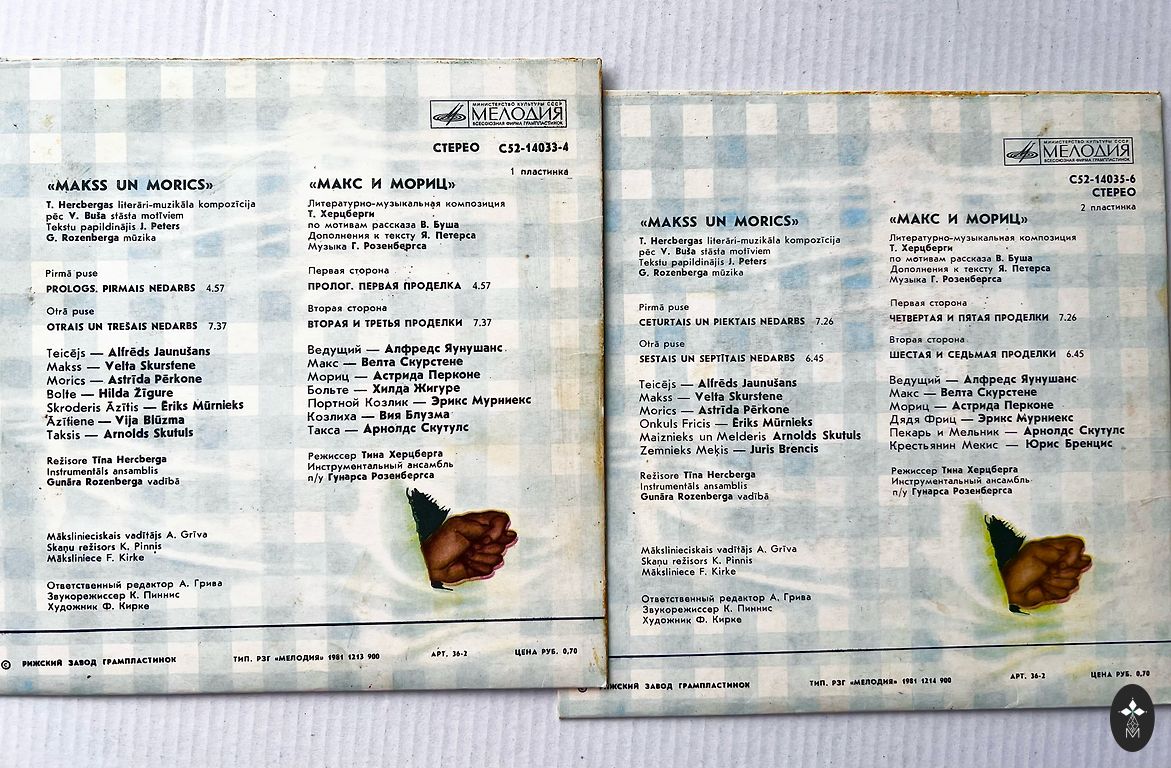 МИНИСТЕРСТВО КУЛЬТУРЫ СССР
МЕЛОДИЯ
ВСЕСОЮЗНАЯ ФИРМА ГРАМПЛАСТИНОК
СТЕРЕО С52-14033-4
1 пластинка
«MAKSS UN MORICS»
T. Hercbergas literāri-muzikāla kompozīcija
pēc V. Buša stāsta motīviem
Tekstu papildinājis J. Peters
G. Rozenberga mūzika
Pirmā puse
PROLOGS. PIRMAIS NEDARBS 4.57
Otrā puse
OTRAIS UN TREŠAIS NEDARBS 7.37
Teicējs — Alfrēds Jaunušans
Makss — Velta Skurstene
Morics — Astrīda Pērkone
Bolte — Hilda Žīgure
Skroderis Āzītis — Ēriks Mūrnieks
Āzītiene — Vija Blūzma
Taksis — Arnolds Skutuls
Režisore Tīna Hercberga
Instrumentāls ansamblis
Gunāra Rozenberga vadībā
Mākslinieciskais vadītājs A. Grīva
Skaņu režisors K. Pinnis
Māksliniece F. Kirke
Ответственный редактор А. Грива
Звукорежиссер К. Пиннис
Художник Ф. Кирке
«МАКС И МОРИЦ»
Литературно-музыкальная композиция
Т. Херцберги
по мотивам рассказа В. Буша
Дополнения к тексту Я. Петерса
Музыка Г. Розенбергса
Первая сторона
ПРОЛОГ. ПЕРВАЯ ПРОДЕЛКА 4.57
Вторая сторона
ВТОРАЯ И ТРЕТЬЯ ПРОДЕЛКИ 7.37
Ведущий — Алфредс Яунушанс
Макс — Велта Скурстене
Мориц — Астрида Перконе
Больте — Хилда Жигуре
Портной Козлик — Эрикс Мурниекс
Козлиха — Вия Блузма
Такса — Арнолдс Скутулс
Режиссер Тина Херцберга
Инструментальный ансамбль
п/у Гунарса Розенбергса
© РИЖСКИЙ ЗАВОД ГРАМПЛАСТИНОК ТИП. РЗГ «МЕЛОДИЯ» 1981 1213 900 АРТ. 36-2 ЦЕНА РУБ. 0,70
МИНИСТЕРСТВО КУЛЬТУРЫ СССР
МЕЛОДИЯ
ВСЕСОЮЗНАЯ ФИРМА ГРАМПЛАСТИНОК
С52-14035-6
СТЕРЕО
2 пластинка
«MAKSS UN MORICS»
T. Hercbergas literāri-muzikāla kompozīcija
pēc V. Buša stāsta motīviem
Tekstu papildinājis J. Peters
G. Rozenberga mūzika
Pirmā puse
CETURTAIS UN PIEKTAIS NEDARBS 7.26
Otrā puse
SESTAIS UN SEPTĪTAIS NEDARBS 6.45
Teicējs — Alfrēds Jaunušans
Makss — Velta Skurstene
Morics — Astrīda Pērkone
Onkuls Fricis — Ēriks Mūrnieks
Maiznieks un Melderis Arnolds Skutuls
Zemnieks Meķis — Juris Brencis
Režisore Tīna Hercberga
Instrumentāls ansamblis
Gunāra Rozenberga vadībā
Mākslinieciskais vadītājs A. Grīva
Skaņu režisors K. Pinnis
Māksliniece F. Kirke
Ответственный редактор А. Грива
Звукорежиссер К. Пиннис
Художник Ф. Кирке
«МАКС И МОРИЦ»
Литературно-музыкальная композиция
Т. Херцберги
по мотивам рассказа В. Буша
Дополнения к тексту Я. Петерса
Музыка Г. Розенбергса
Первая сторона
ЧЕТВЕРТАЯ И ПЯТАЯ ПРОДЕЛКИ 7.26
Вторая сторона
ШЕСТАЯ И СЕДЬМАЯ ПРОДЕЛКИ 6.45
Ведущий — Алфредс Яунушанс
Макс — Велта Скурстене
Мориц — Астрида Перконе
Дядя Фриц — Эрикс Мурниекс
Пекарь и Мельник — Арнолдс Скутулс
Крестьянин Мекис — Юрис Бренцис
Режиссер Тина Херцберга
Инструментальный ансамбль
п/у Гунарса Розенбергса
© РИЖСКИЙ ЗАВОД ГРАМПЛАСТИНОК ТИП. РЗГ «МЕЛОДИЯ» 1981 1214 900 АРТ. 36-2 ЦЕНА РУБ. 0,70